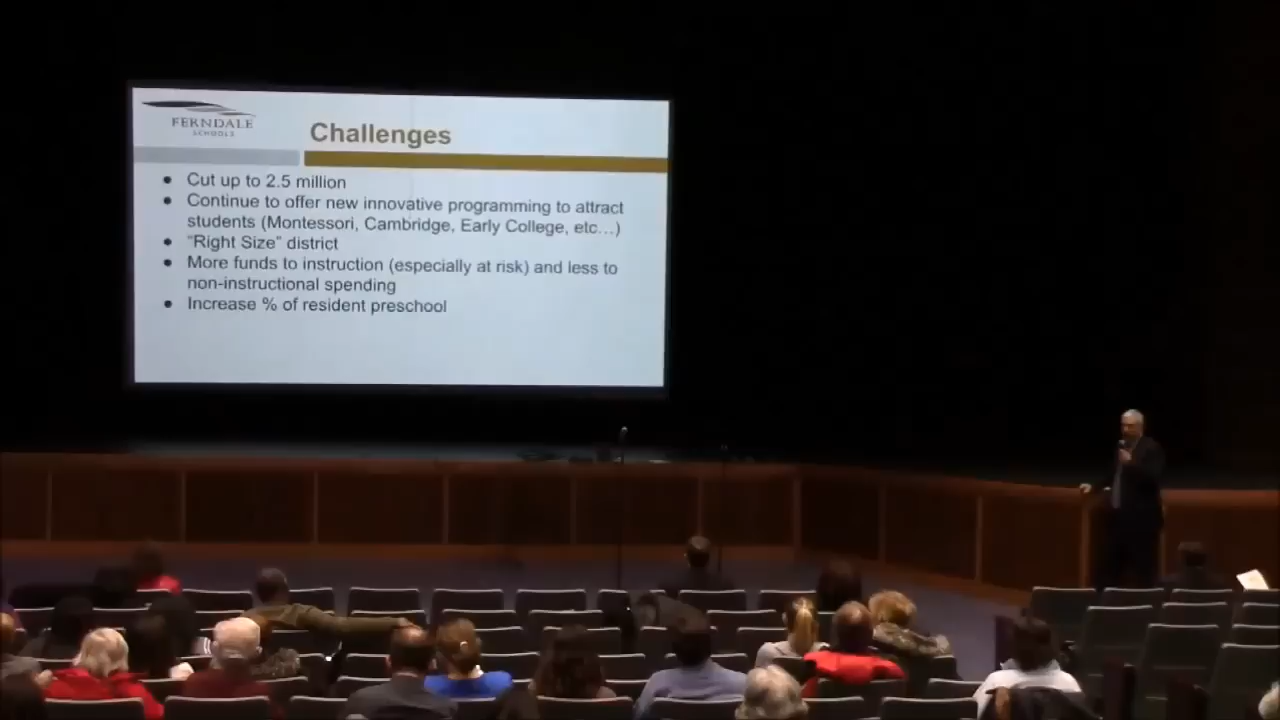 FERNDALE
SCHOOLS
Challenges
• Cut up to 2.5 million
• Continue to offer new innovative programming to attract
students (Montessori, Cambridge, Early College, etc…)
• “Right Size” district
• More funds to instruction (especially at risk) and less to
non-instructional spending
• Increase % of resident preschool